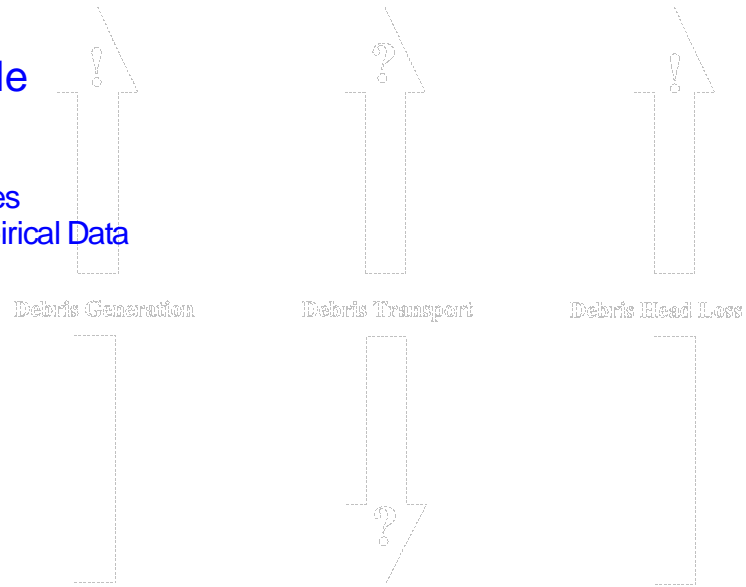 !
?
!
le
es
irical Data
Debris Generation
Debris Transport
Debris Head Loss
?